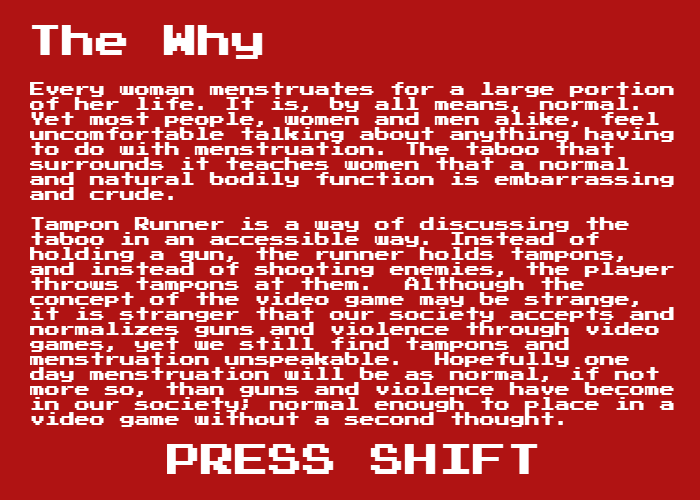 The Why
Every woman menstruates for a large portion
of her life. It is, by all means, normal.
Yet most people, women and men alike, feel
uncomfortable talking about anything having
to do with menstruation. The taboo that
surrounds it teaches women that a normal
and natural bodily function is embarrassing
and crude.
Tampon Runner is a way of discussing the
taboo in an accessible way. Instead of
holding a gun, the runner holds tampons,
and instead of shooting enemies, the player
throws tampons at them.  Although the
concept of the video game may be strange,
it is stranger that our society accepts and
normalizes guns and violence through video
games, yet we still find tampons and
menstruation unspeakable.  Hopefully one
day menstruation will be as normal, if not
more so, than guns and violence have become
in our society; normal enough to place in a
video game without a second thought.
PRESS SHIFT